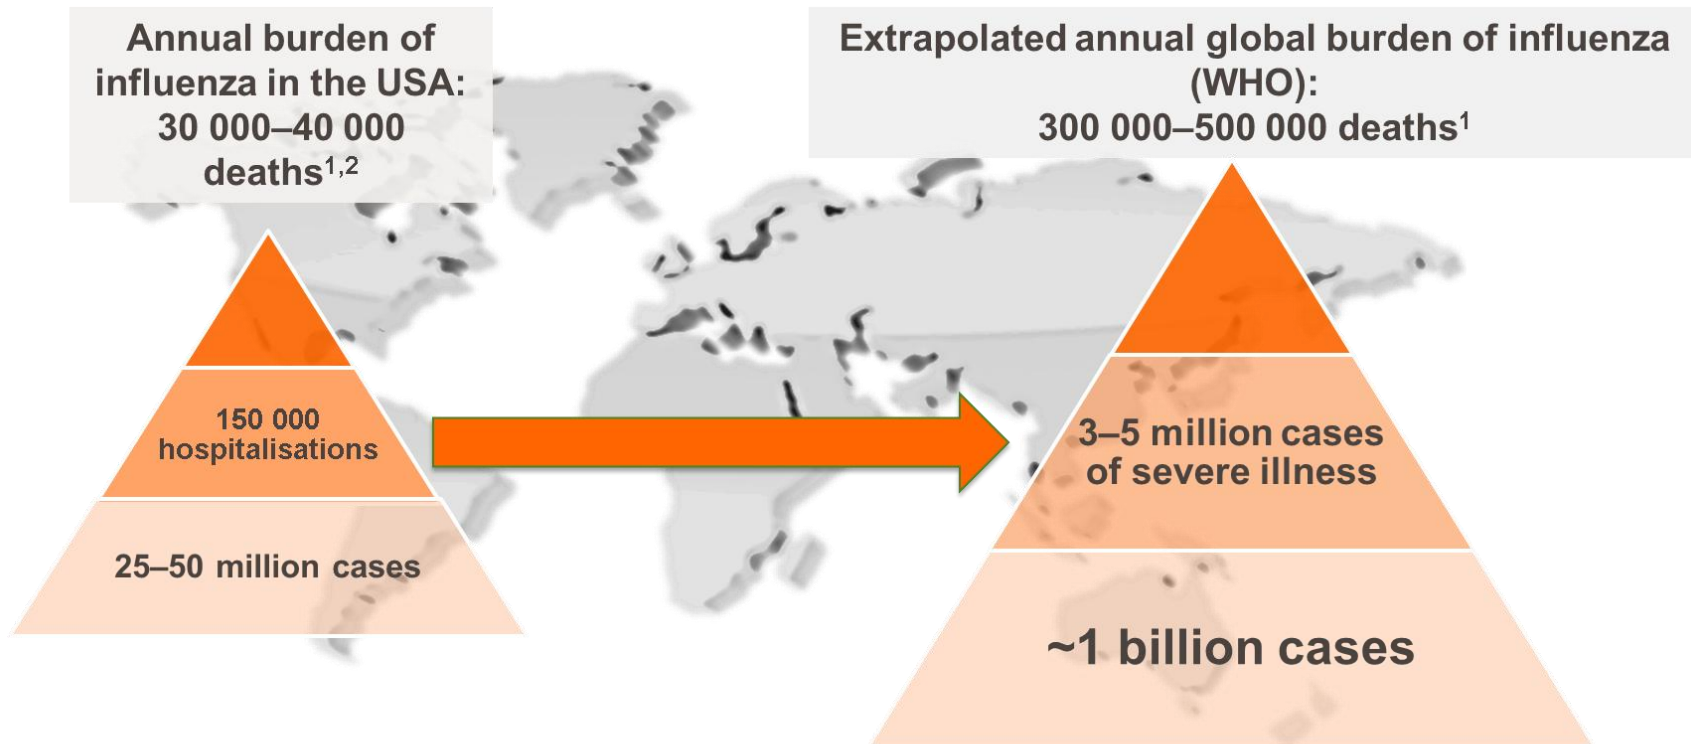 Annual burden of
influenza in the USA:
30 000–40 000
deaths¹,²
150 000
hospitalisations
25–50 million cases
Extrapolated annual global burden of influenza
(WHO):
300 000–500 000 deaths¹
3–5 million cases
of severe illness
~1 billion cases